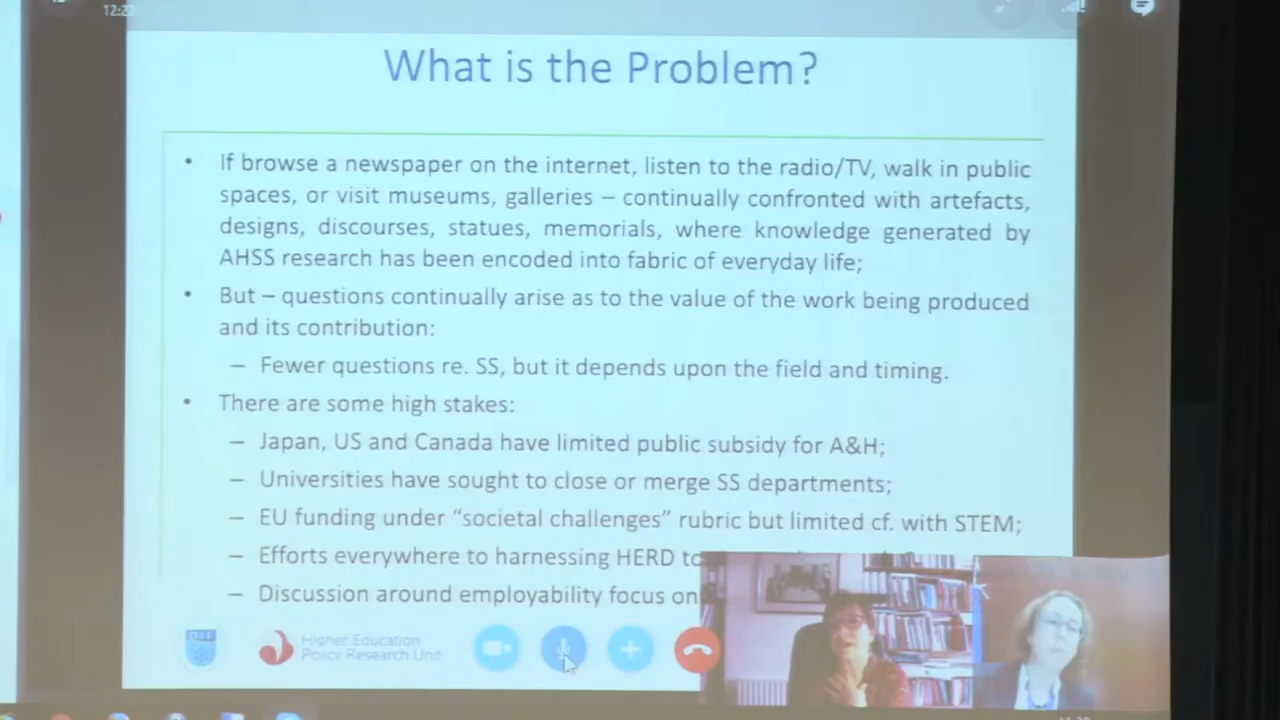 12:27
What is the Problem?
• If browse a newspaper on the internet, listen to the radio/TV, walk in public
spaces, or visit museums, galleries – continually confronted with artefacts,
designs, discourses, statues, memorials, where knowledge generated by
AHSS research has been encoded into fabric of everyday life;
• But – questions continually arise as to the value of the work being produced
and its contribution:
– Fewer questions re. SS, but it depends upon the field and timing.
• There are some high stakes:
– Japan, US and Canada have limited public subsidy for A&H;
– Universities have sought to close or merge SS departments;
– EU funding under “societal challenges” rubric but limited cf. with STEM;
– Efforts everywhere to harnessing HERD to
– Discussion around employability focus on
Higher Education
Policy Research Unit